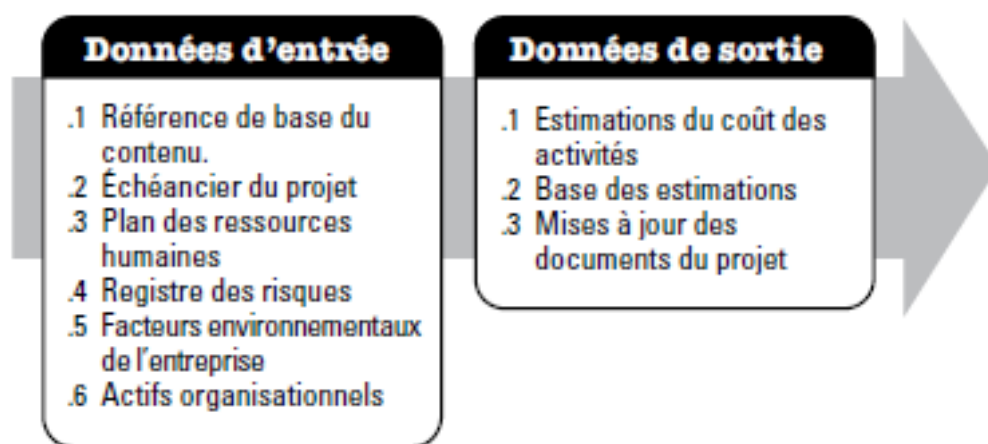 Données d'entrée
.1 Référence de base du
contenu.
.2 Échéancier du projet
.3 Plan des ressources
humaines
.4 Registre des risques
.5 Facteurs environnementaux
de l'entreprise
.6 Actifs organisationnels
Données de sortie
.1 Estimations du coût des
activités
.2 Base des estimations
.3 Mises à jour des
documents du projet